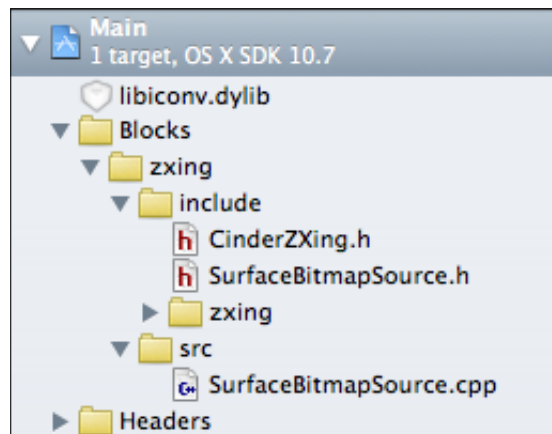 Main
1 target, OS X SDK 10.7
libiconv.dylib
Blocks
zxing
include
h CinderZXing.h
h SurfaceBitmapSource.h
zxing
src
C++ SurfaceBitmapSource.cpp
Headers